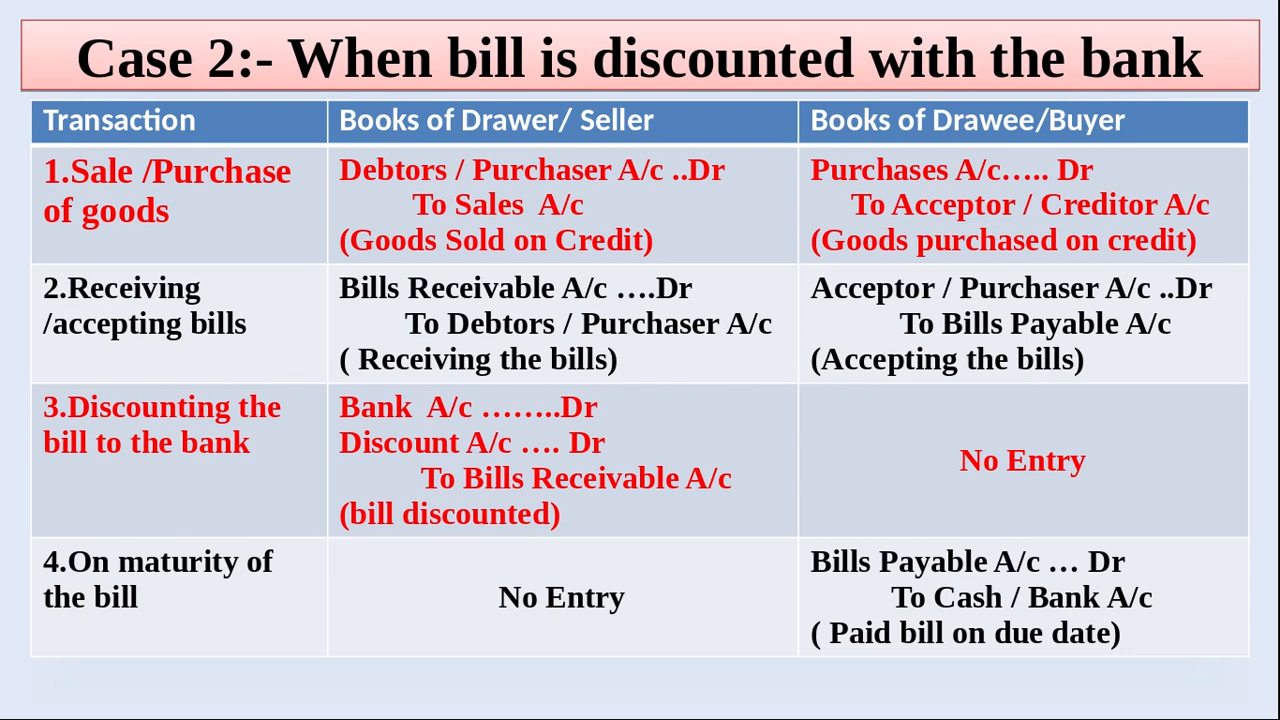 Case 2:- When bill is discounted with the bank
Transaction
Books of Drawer/ Seller
Books of Drawee/Buyer
1.Sale /Purchase
of goods
Debtors / Purchaser A/c ..Dr
To Sales A/c
(Goods Sold on Credit)
Purchases A/c….. Dr
To Acceptor / Creditor A/c
(Goods purchased on credit)
2.Receiving
/accepting bills
Bills Receivable A/c ….Dr
To Debtors / Purchaser A/c
( Receiving the bills)
Acceptor / Purchaser A/c ..Dr
To Bills Payable A/c
(Accepting the bills)
3.Discounting the
bill to the bank
Bank A/c ……..Dr
Discount A/c …. Dr
To Bills Receivable A/c
(bill discounted)
No Entry
4.On maturity of
the bill
No Entry
Bills Payable A/c … Dr
To Cash / Bank A/c
( Paid bill on due date)